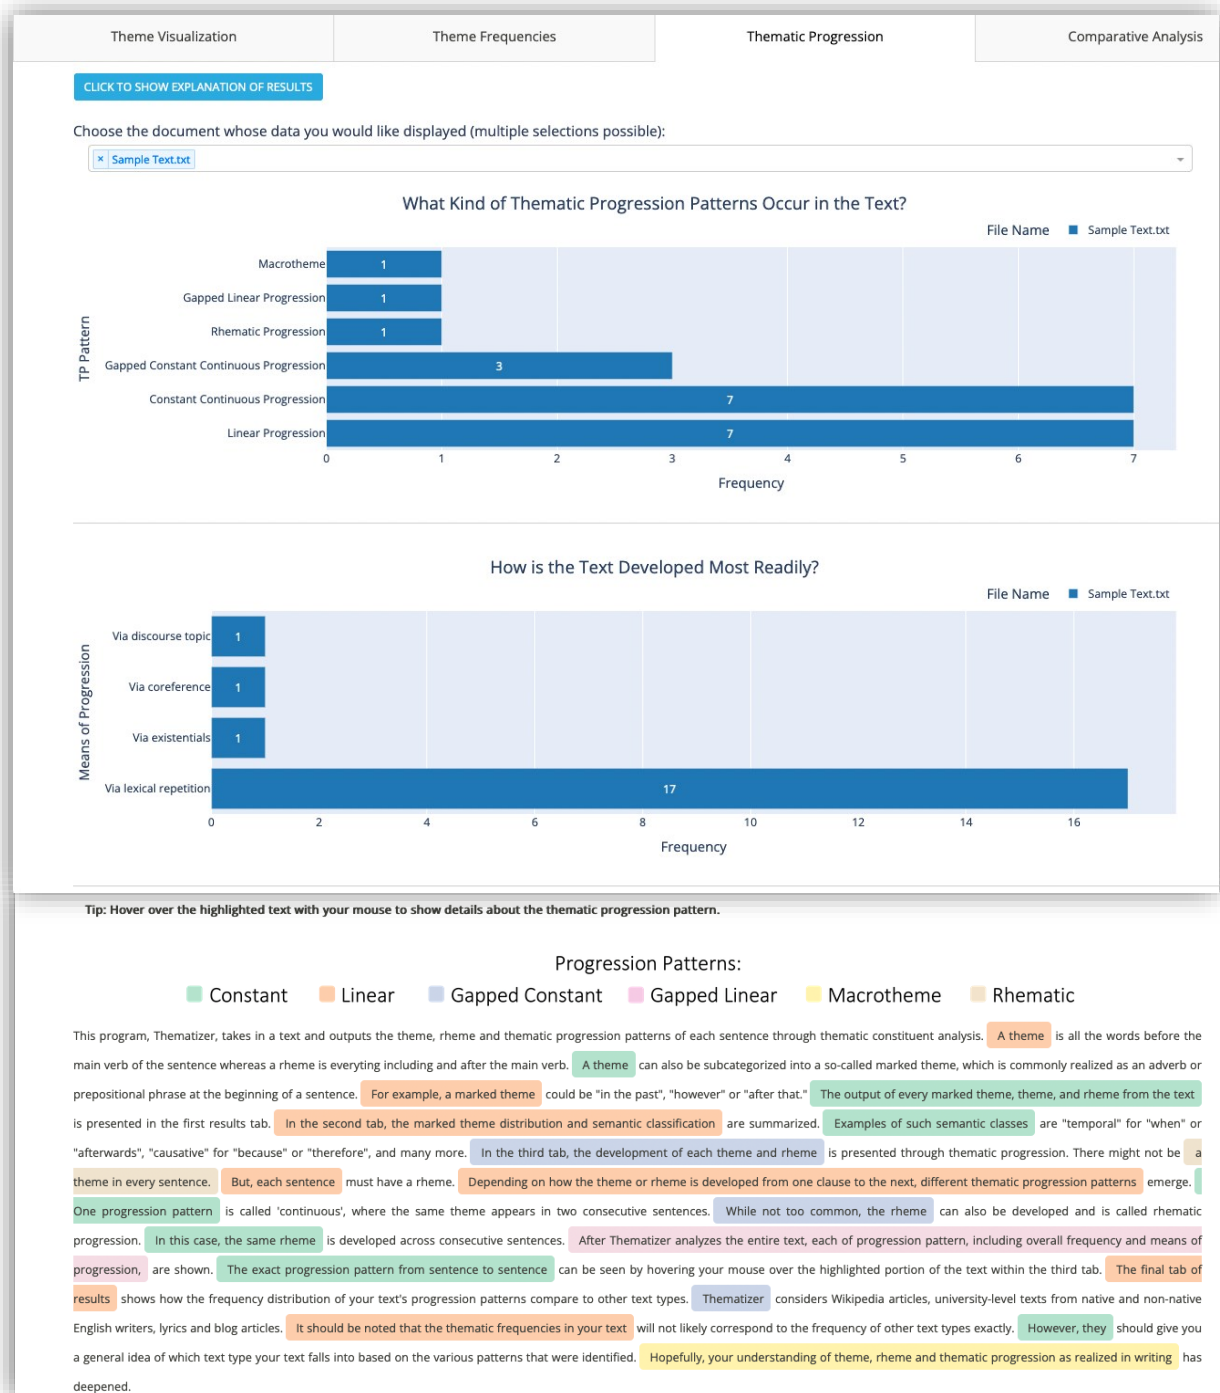 Theme Visualization
Theme Frequencies
Thematic Progression
Comparative Analysis
CLICK TO SHOW EXPLANATION OF RESULTS
Choose the document whose data you would like displayed (multiple selections possible):
× Sample Text.txt
What Kind of Thematic Progression Patterns Occur in the Text?
File Name Sample Text.txt
TP Pattern
Macrotheme 1
Gapped Linear Progression 1
Rhematic Progression 1
Gapped Constant Continuous Progression 3
Constant Continuous Progression 7
Linear Progression 7
0 1 2 3 4 5 6 7
Frequency
How is the Text Developed Most Readily?
File Name Sample Text.txt
Means of Progression
Via discourse topic 1
Via coreference 1
Via existentials 1
Via lexical repetition 17
0 2 4 6 8 10 12 14 16
Frequency
Tip: Hover over the highlighted text with your mouse to show details about the thematic progression pattern.
Progression Patterns:
Constant Linear Gapped Constant Gapped Linear Macrotheme Rhematic
This program, Thematizer, takes in a text and outputs the theme, rheme and thematic progression patterns of each sentence through thematic constituent analysis. A theme is all the words before the
main verb of the sentence whereas a rheme is everyting including and after the main verb. A theme can also be subcategorized into a so-called marked theme, which is commonly realized as an adverb or
prepositional phrase at the beginning of a sentence. For example, a marked theme could be "in the past", "however" or "after that." The output of every marked theme, theme, and rheme from the text
is presented in the first results tab. In the second tab, the marked theme distribution and semantic classification are summarized. Examples of such semantic classes are "temporal" for "when" or
"afterwards", "causative" for "because" or "therefore", and many more. In the third tab, the development of each theme and rheme is presented through thematic progression. There might not be a
theme in every sentence. But, each sentence must have a rheme. Depending on how the theme or rheme is developed from one clause to the next, different thematic progression patterns emerge.
One progression pattern is called 'continuous', where the same theme appears in two consecutive sentences. While not too common, the rheme can also be developed and is called rhematic
progression. In this case, the same rheme is developed across consecutive sentences. After Thematizer analyzes the entire text, each of progression pattern, including overall frequency and means of
progression, are shown. The exact progression pattern from sentence to sentence can be seen by hovering your mouse over the highlighted portion of the text within the third tab. The final tab of
results shows how the frequency distribution of your text's progression patterns compare to other text types. Thematizer considers Wikipedia articles, university-level texts from native and non-native
English writers, lyrics and blog articles. It should be noted that the thematic frequencies in your text will not likely correspond to the frequency of other text types exactly. However, they should give you
a general idea of which text type your text falls into based on the various patterns that were identified. Hopefully, your understanding of theme, rheme and thematic progression as realized in writing has
deepened.